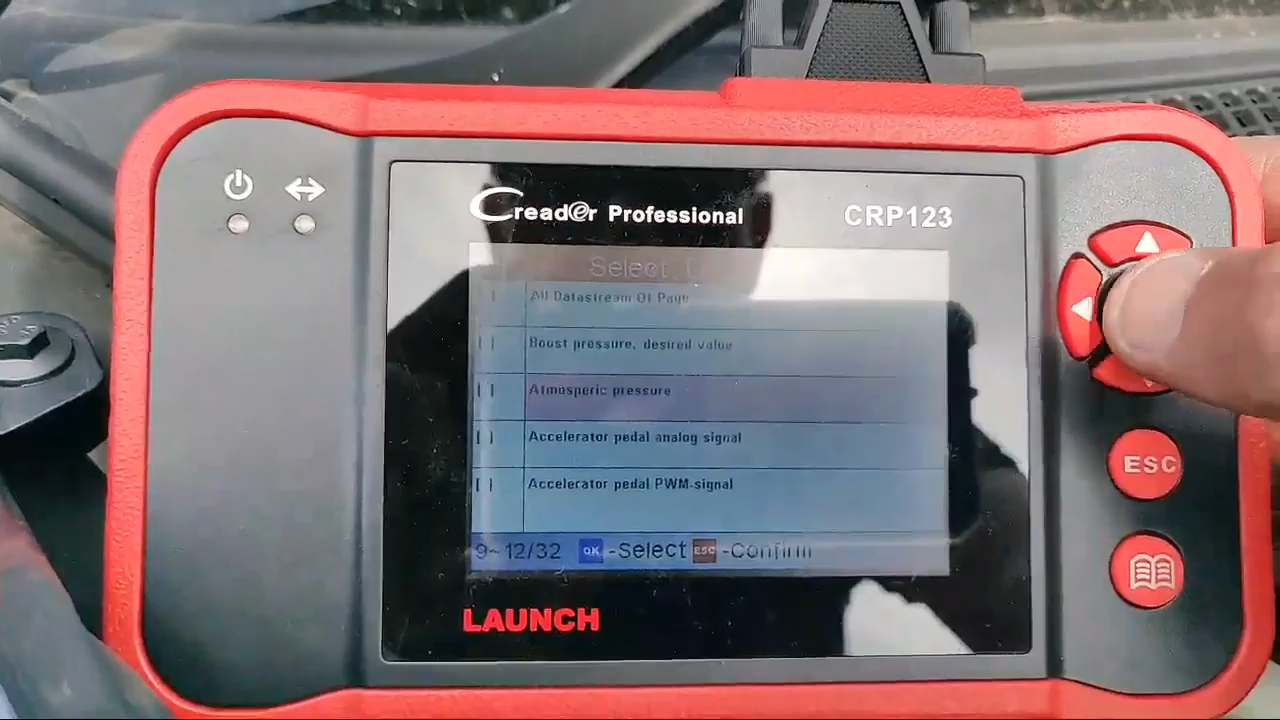 Creader Professional
CRP123
Select
All Datastream Of Page
Boost pressure, desired value
Atmosperic pressure
Accelerator pedal analog signal
Accelerator pedal PWM-signal
9~12/32 OK -Select ESC -Confirm
LAUNCH
ESC